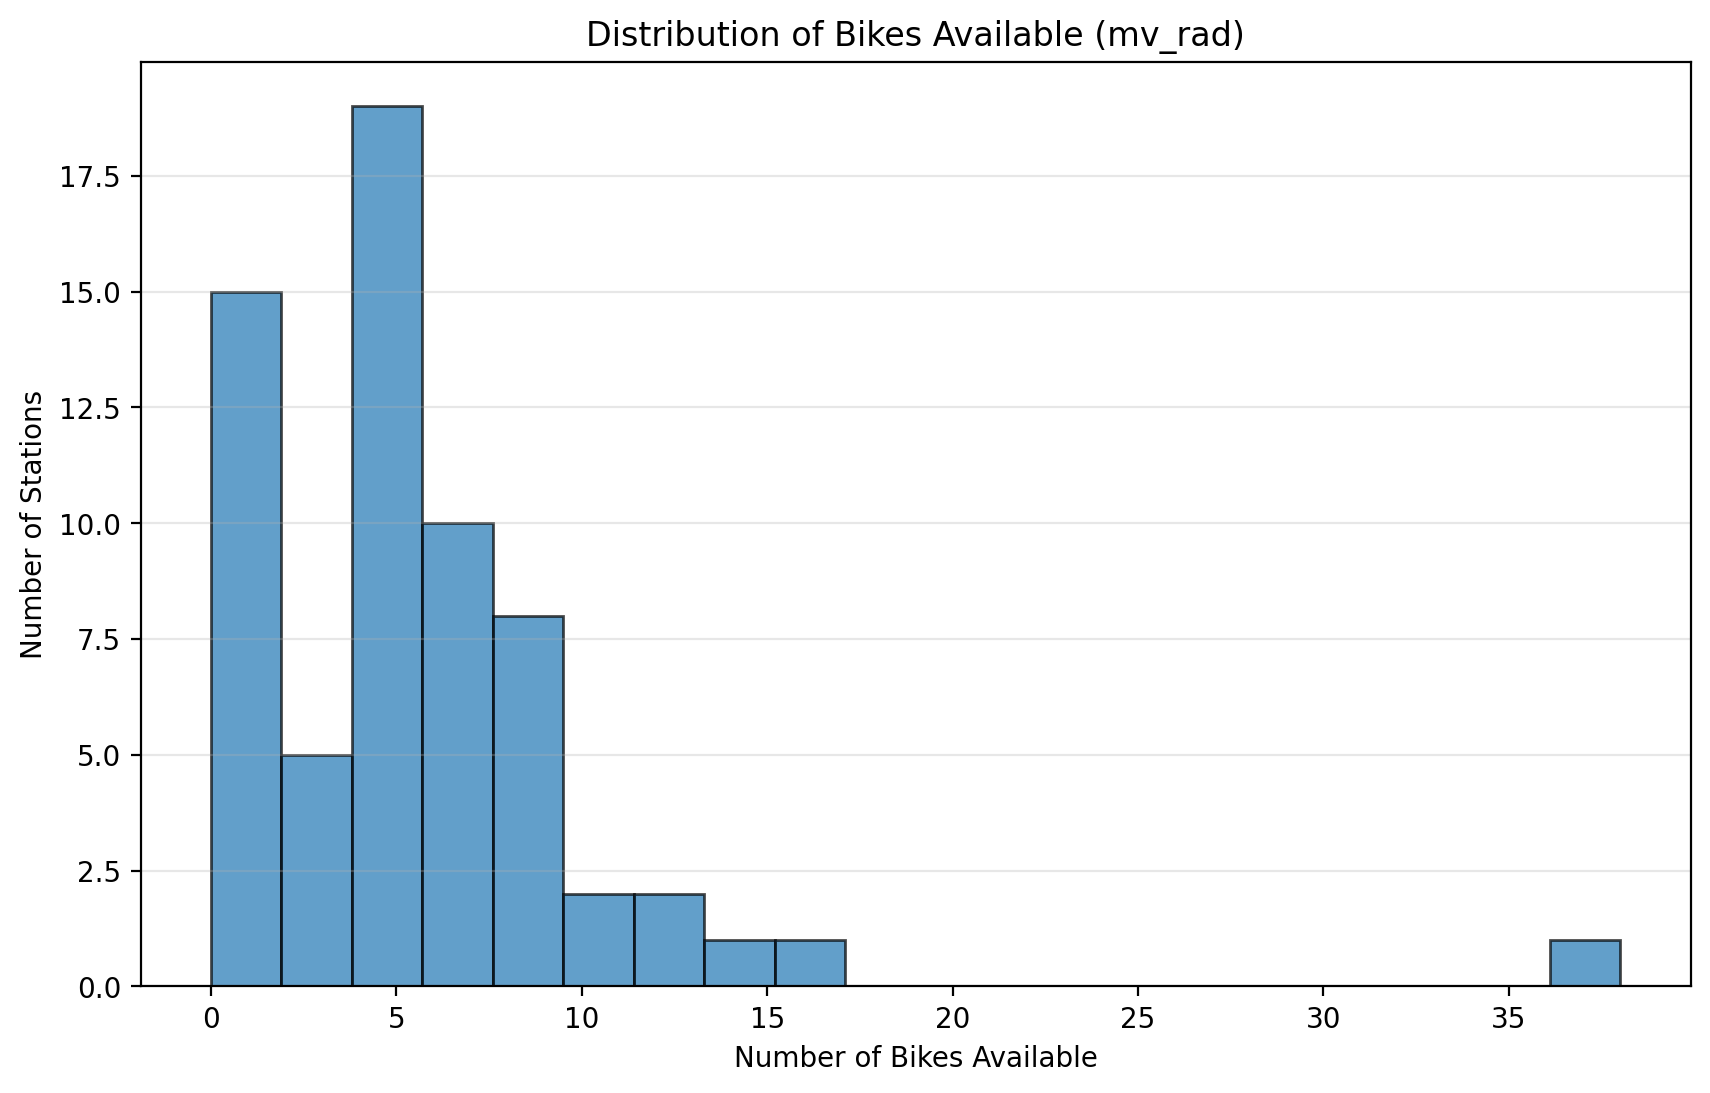 Distribution of Bikes Available (mv_rad)
Number of Stations
17.5
15.0
12.5
10.0
7.5
5.0
2.5
0.0
0 5 10 15 20 25 30 35
Number of Bikes Available